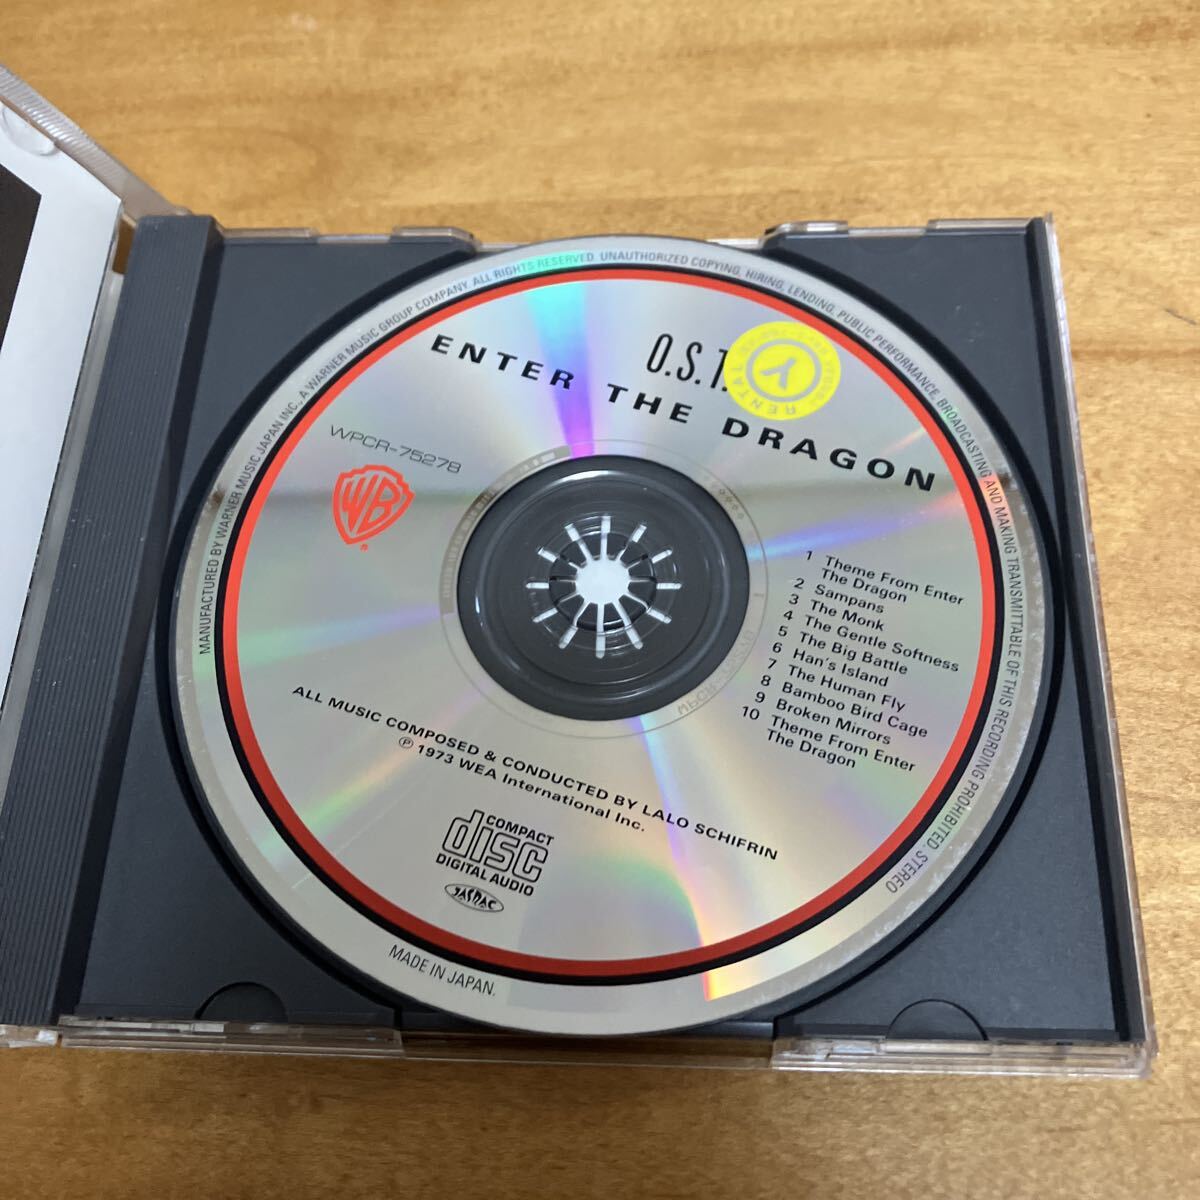 MANUFACTURED BY WARNER MUSIC JAPAN INC., A WARNER MUSIC GROUP COMPANY. ALL RIGHTS RESERVED. UNAUTHORIZED COPYING, HIRING, LENDING, PUBLIC PERFORMANCE, BROADCASTING AND MAKING TRANSMITTABLE OF THIS RECORDING PROHIBITED. STEREO
O.S.T.
ENTER THE DRAGON
RENTAL
WPCR-75278
WB
®
1 Theme From Enter
The Dragon
2 Sampans
3 The Monk
4 The Gentle Softness
5 The Big Battle
6 Han's Island
7 The Human Fly
8 Bamboo Bird Cage
9 Broken Mirrors
10 Theme From Enter
The Dragon
ALL MUSIC COMPOSED & CONDUCTED BY LALO SCHIFRIN
℗ 1973 WEA International Inc.
COMPACT
disc
DIGITAL AUDIO
JASRAC
MADE IN JAPAN.